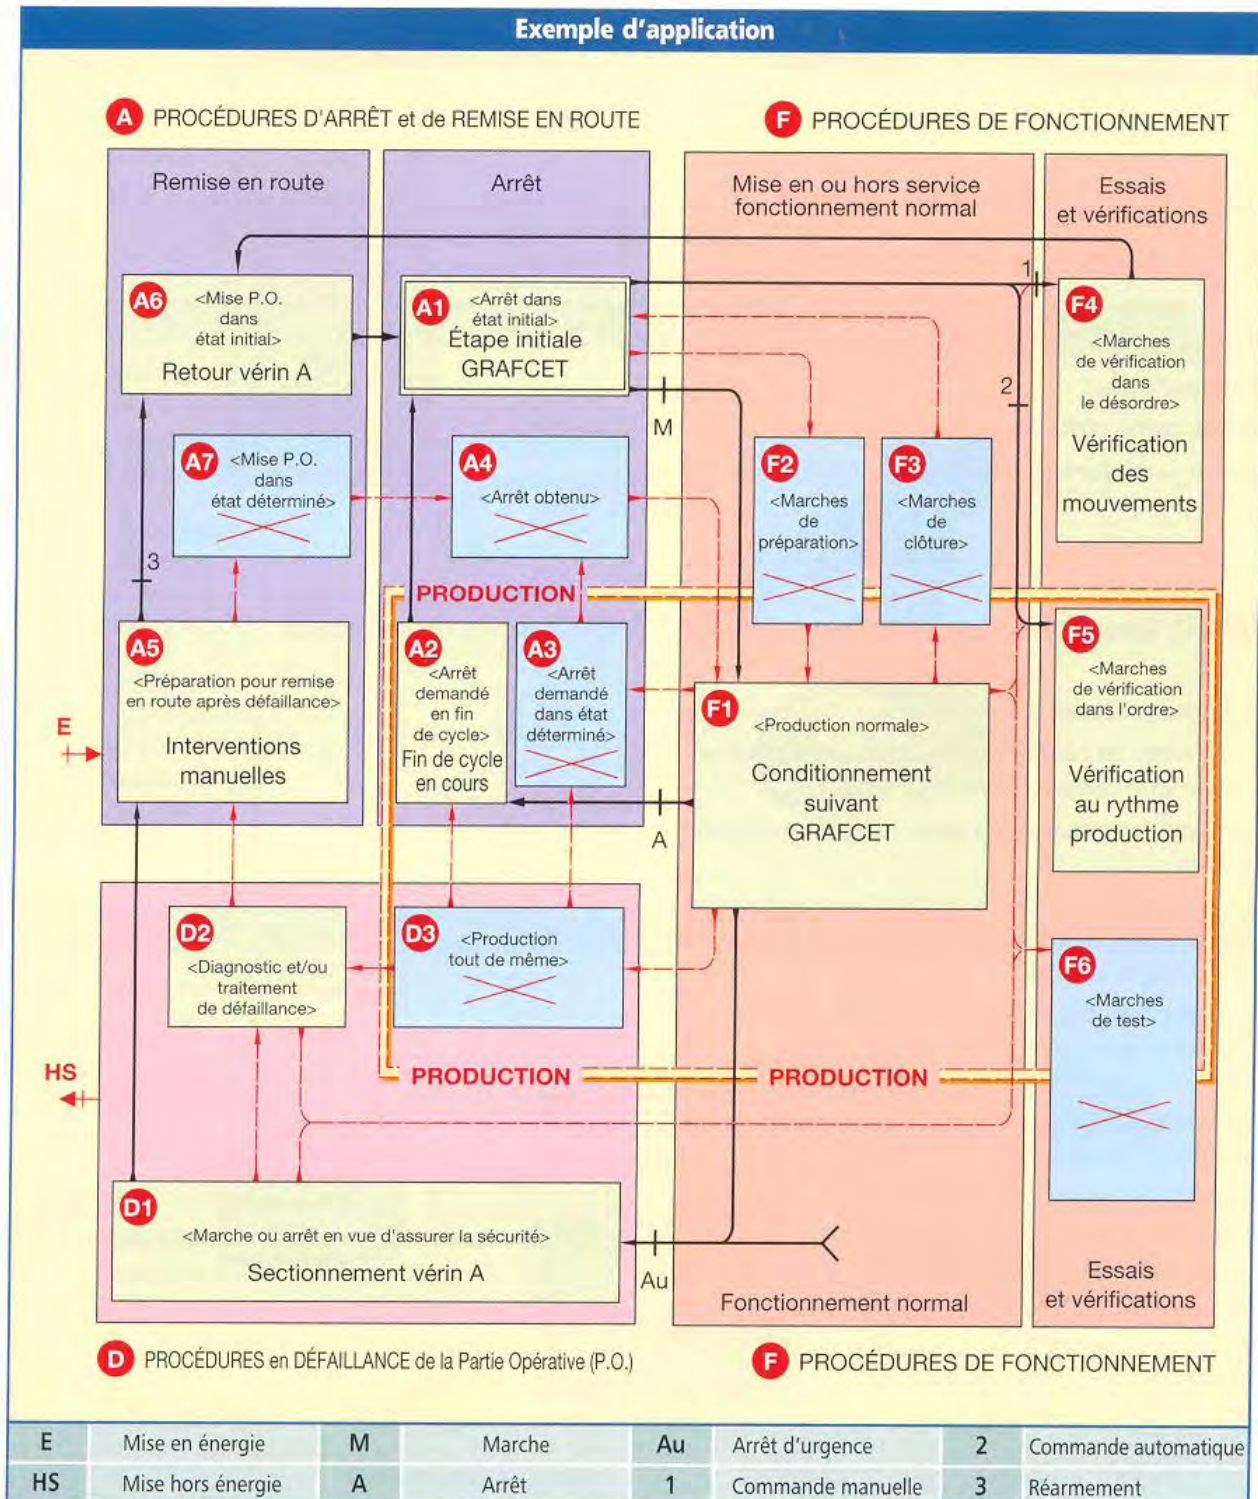 Exemple d'application
A PROCÉDURES D'ARRÊT et de REMISE EN ROUTE
F PROCÉDURES DE FONCTIONNEMENT
Remise en route
Arrêt
Mise en ou hors service
fonctionnement normal
Essais
et vérifications
A6
<Mise P.O.
dans
état initial>
Retour vérin A
A1
<Arrêt dans
état initial>
Étape initiale
GRAFCET
M
1
2
F4
<Marches
de vérification
dans
le désordre>
Vérification
des
mouvements
A7
<Mise P.O.
dans
état déterminé>
A4
<Arrêt obtenu>
F2
<Marches
de
préparation>
F3
<Marches
de
clôture>
3
PRODUCTION
A5
<Préparation pour remise
en route après défaillance>
Interventions
manuelles
E
A2
<Arrêt
demandé
en fin
de cycle>
Fin de cycle
en cours
A3
<Arrêt
demandé
dans état
déterminé>
F1
<Production normale>
Conditionnement
suivant
GRAFCET
A
F5
<Marches
de vérification
dans l'ordre>
Vérification
au rythme
production
D2
<Diagnostic et/ou
traitement
de défaillance>
D3
<Production
tout de même>
F6
<Marches
de test>
HS
PRODUCTION
PRODUCTION
D1
<Marche ou arrêt en vue d'assurer la sécurité>
Sectionnement vérin A
Au
Fonctionnement normal
Essais
et vérifications
D PROCÉDURES en DÉFAILLANCE de la Partie Opérative (P.O.)
F PROCÉDURES DE FONCTIONNEMENT
E Mise en énergie M Marche Au Arrêt d'urgence 2 Commande automatique
HS Mise hors énergie A Arrêt 1 Commande manuelle 3 Réarmement